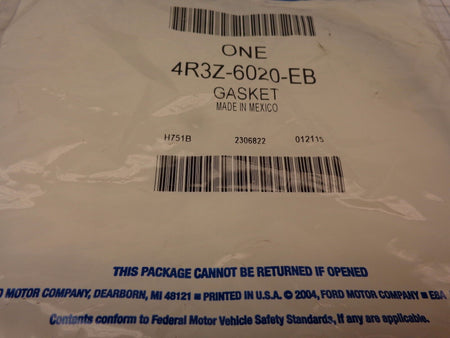 ONE
4R3Z-6020-EB
GASKET
MADE IN MEXICO
H751B 2306822 012115
THIS PACKAGE CANNOT BE RETURNED IF OPENED
MOTOR COMPANY, DEARBORN, MI 48121 ■ PRINTED IN U.S.A. © 2004, FORD MOTOR COMPANY ■
Contents conform to Federal Motor Vehicle Safety Standards, if any are applicable.